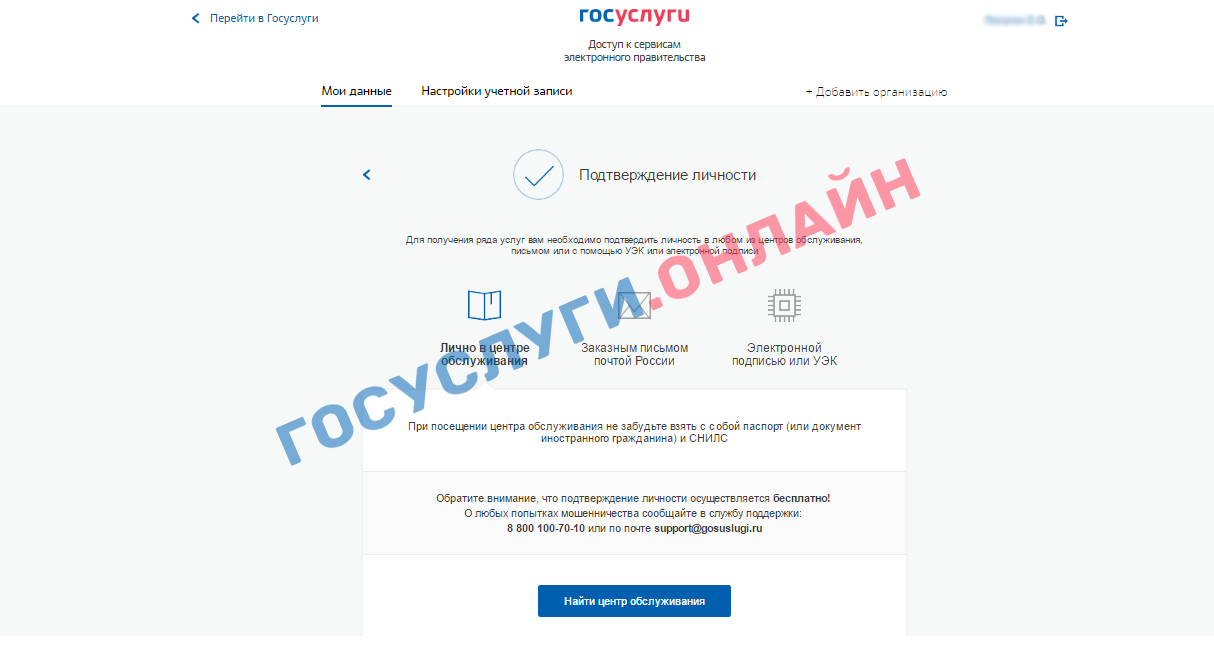 Перейти в Госуслуги
госуслуги
Доступ к сервисам
электронного правительства
Мои данные
Настройки учетной записи
+ Добавить организацию
Подтверждение личности
Для получения ряда услуг вам необходимо подтвердить личность в любом из центров обслуживания,
письмом или с помощью УЭК или электронной подписи
Лично в центре
обслуживания
Заказным письмом
почтой России
Электронной
подписью или УЭК
ГОСУСЛУГИ.ОНЛАЙН
При посещении центра обслуживания не забудьте взять с собой паспорт (или документ
иностранного гражданина) и СНИЛС
Обратите внимание, что подтверждение личности осуществляется бесплатно!
О любых попытках мошенничества сообщайте в службу поддержки:
8 800 100-70-10 или по почте support@gosuslugi.ru
Найти центр обслуживания